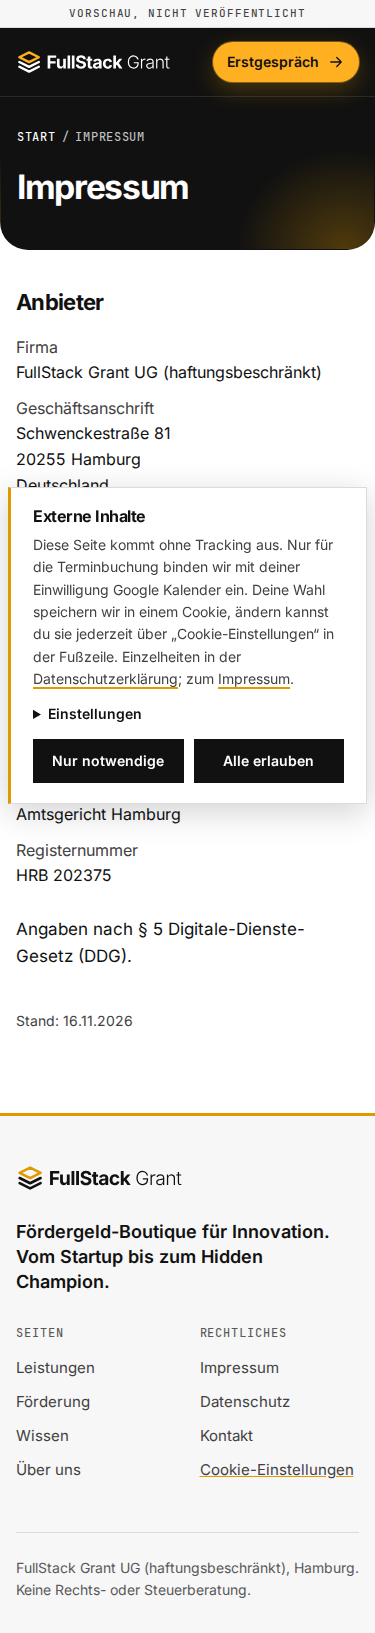 VORSCHAU, NICHT VERÖFFENTLICHT
FullStack Grant
Erstgespräch →
START / IMPRESSUM
Impressum
Anbieter
Firma
FullStack Grant UG (haftungsbeschränkt)
Geschäftsanschrift
Schwenckestraße 81
20255 Hamburg
Deutschland
Externe Inhalte
Diese Seite kommt ohne Tracking aus. Nur für
die Terminbuchung binden wir mit deiner
Einwilligung Google Kalender ein. Deine Wahl
speichern wir in einem Cookie, ändern kannst
du sie jederzeit über „Cookie-Einstellungen“ in
der Fußzeile. Einzelheiten in der
Datenschutzerklärung; zum Impressum.
Einstellungen
Nur notwendige
Alle erlauben
Amtsgericht Hamburg
Registernummer
HRB 202375
Angaben nach § 5 Digitale-Dienste-
Gesetz (DDG).
Stand: 16.11.2026
FullStack Grant
Fördergeld-Boutique für Innovation.
Vom Startup bis zum Hidden
Champion.
SEITEN
Leistungen
Förderung
Wissen
Über uns
RECHTLICHES
Impressum
Datenschutz
Kontakt
Cookie-Einstellungen
FullStack Grant UG (haftungsbeschränkt), Hamburg.
Keine Rechts- oder Steuerberatung.